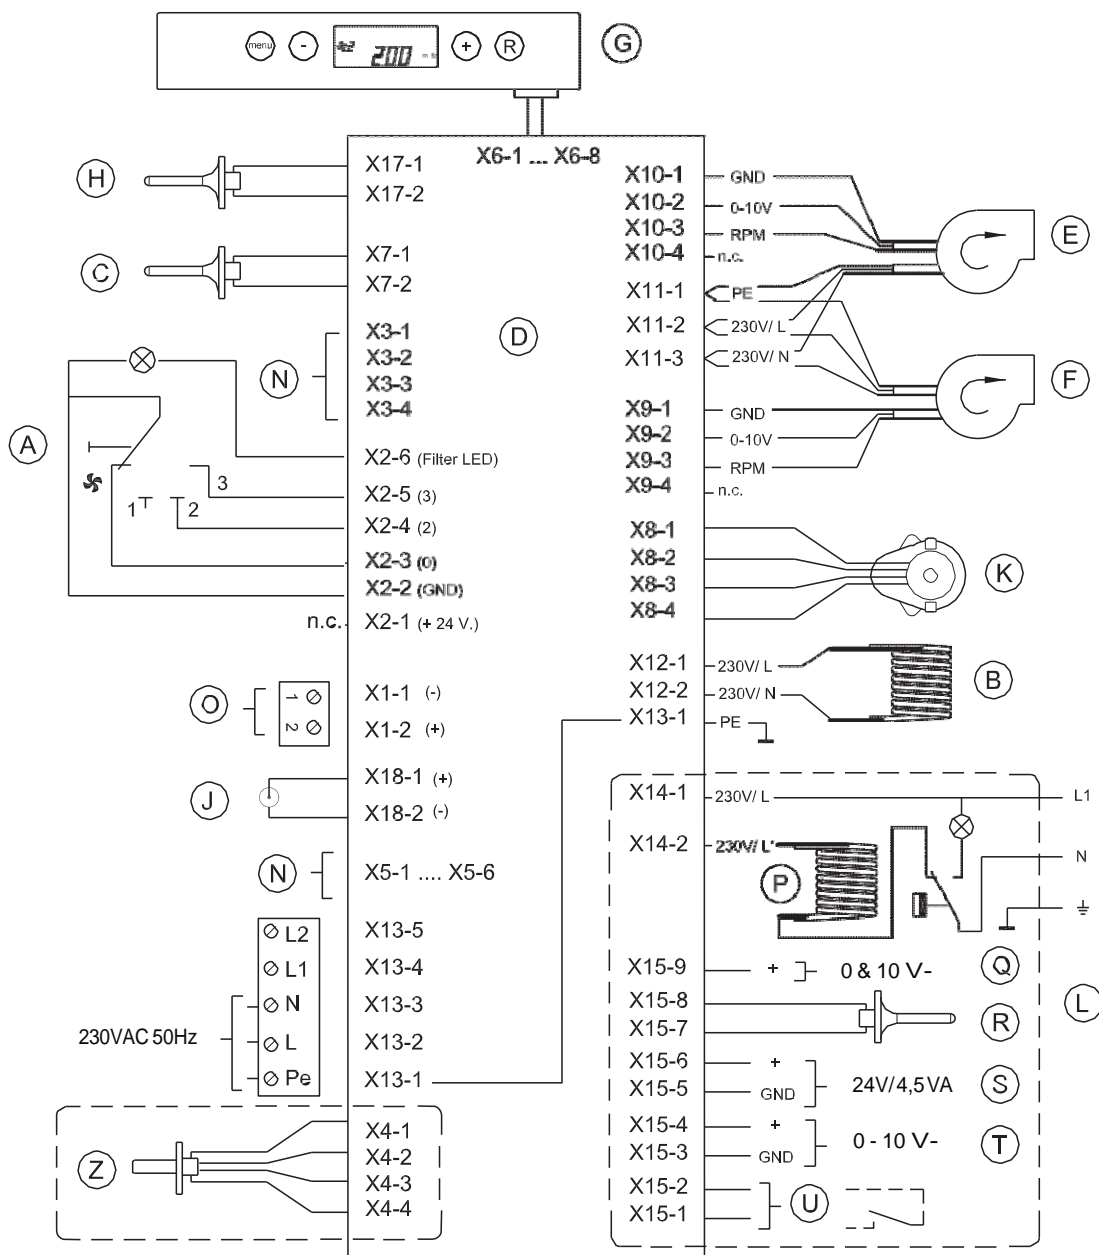 menu - 200 + R G
X6-1 ... X6-8
H X17-1
X17-2
C X7-1
X7-2
N X3-1
X3-2
X3-3
X3-4
D
A
X2-6 (Filter LED)
3 X2-5 (3)
1 2 X2-4 (2)
X2-3 (0)
X2-2 (GND)
n.c. X2-1 (+ 24 V.)
O 1 X1-1 (-)
2 X1-2 (+)
J X18-1 (+)
X18-2 (-)
N X5-1 .... X5-6
L2 X13-5
L1 X13-4
N X13-3
230VAC 50Hz L X13-2
Pe X13-1
Z X4-1
X4-2
X4-3
X4-4
X10-1 GND
X10-2 0-10V
X10-3 RPM
X10-4 n.c.
E
X11-1 PE
X11-2 230V/ L
X11-3 230V/ N
F
X9-1 GND
X9-2 0-10V
X9-3 RPM
X9-4 n.c.
X8-1
X8-2
X8-3
X8-4
K
X12-1 230V/ L
X12-2 230V/ N
X13-1 PE
B
X14-1 230V/ L L1
X14-2 230V/ L' N
P
X15-9 + 0 & 10 V- Q
X15-8
X15-7
R
L
X15-6 +
X15-5 GND
24V/4,5VA S
X15-4 +
X15-3 GND
0 - 10 V- T
X15-2
X15-1
U